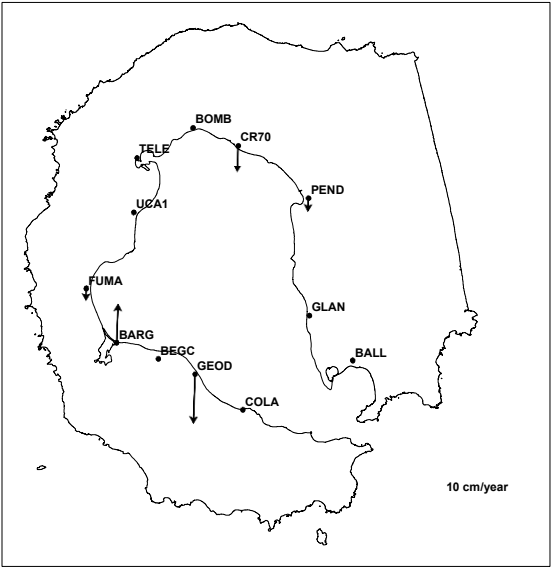 BOMB
CR70
TELE
PEND
UCA1
FUMA
GLAN
BARG
BEGC
BALL
GEOD
COLA
10 cm/year